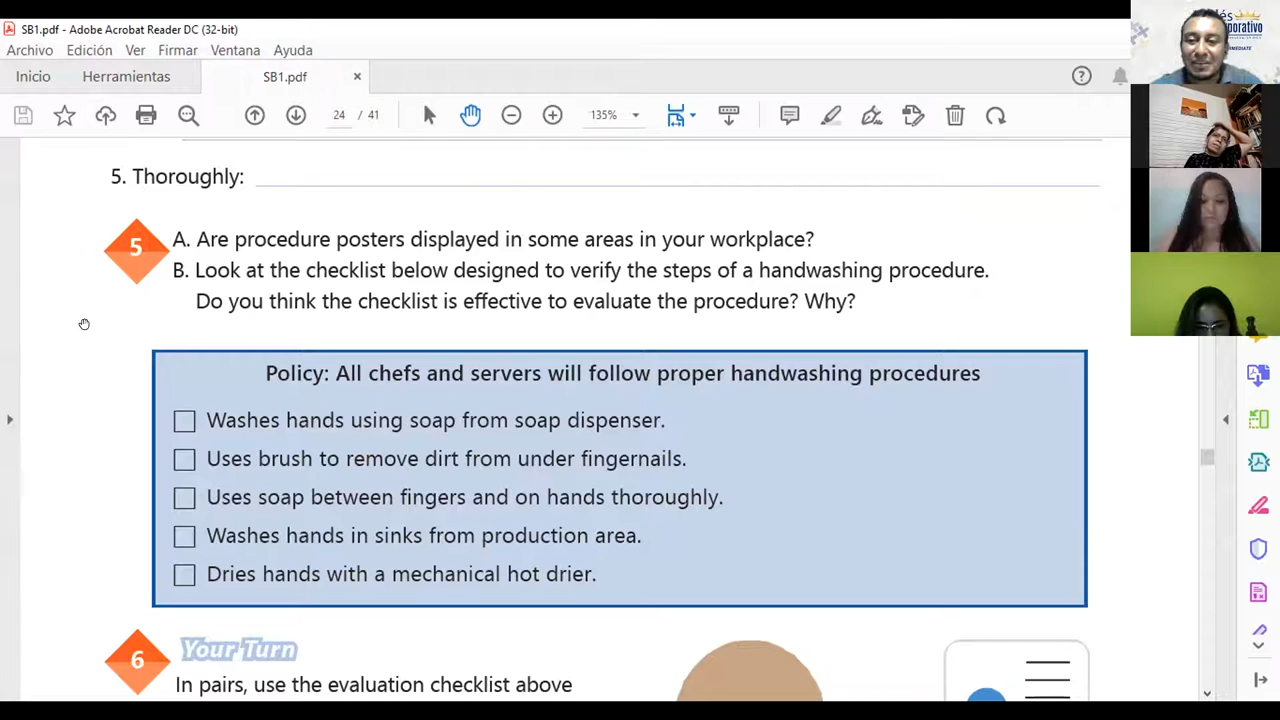 SB1.pdf - Adobe Acrobat Reader DC (32-bit)
Archivo Edición Ver Firmar Ventana Ayuda
Inicio Herramientas SB1.pdf ×
24 / 41 135%
5. Thoroughly:
5
A. Are procedure posters displayed in some areas in your workplace?
B. Look at the checklist below designed to verify the steps of a handwashing procedure.
Do you think the checklist is effective to evaluate the procedure? Why?
Policy: All chefs and servers will follow proper handwashing procedures
Washes hands using soap from soap dispenser.
Uses brush to remove dirt from under fingernails.
Uses soap between fingers and on hands thoroughly.
Washes hands in sinks from production area.
Dries hands with a mechanical hot drier.
6
Your Turn
In pairs, use the evaluation checklist above